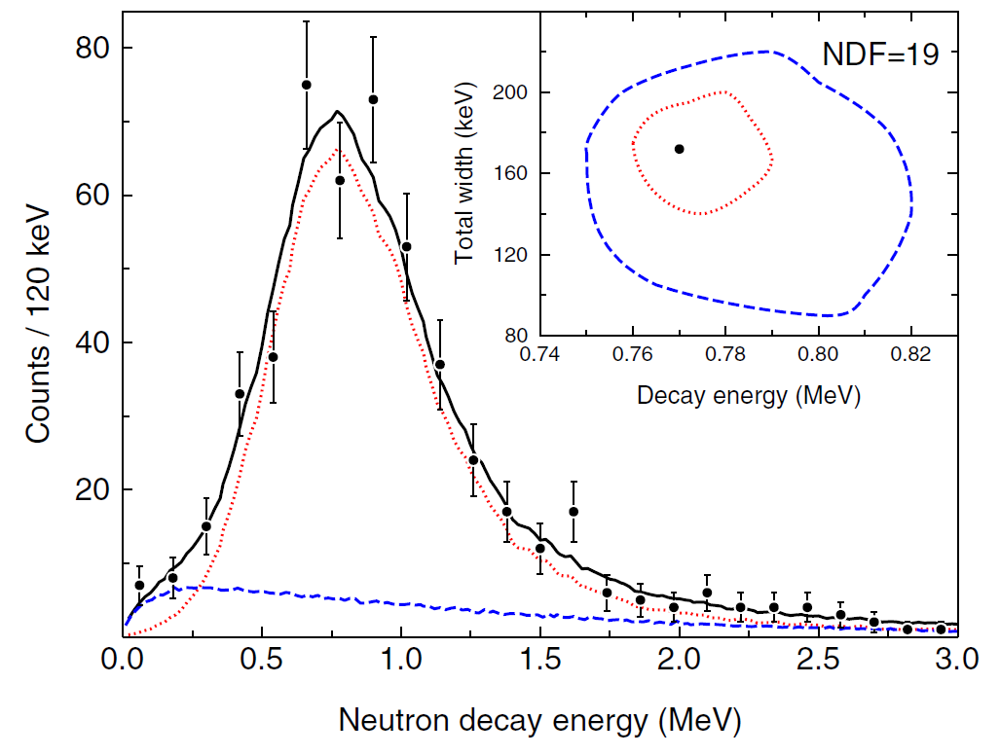 80
60
40
20
Counts / 120 keV
0.0 0.5 1.0 1.5 2.0 2.5 3.0
Neutron decay energy (MeV)
NDF=19
200
160
120
80
Total width (keV)
0.74 0.76 0.78 0.80 0.82
Decay energy (MeV)